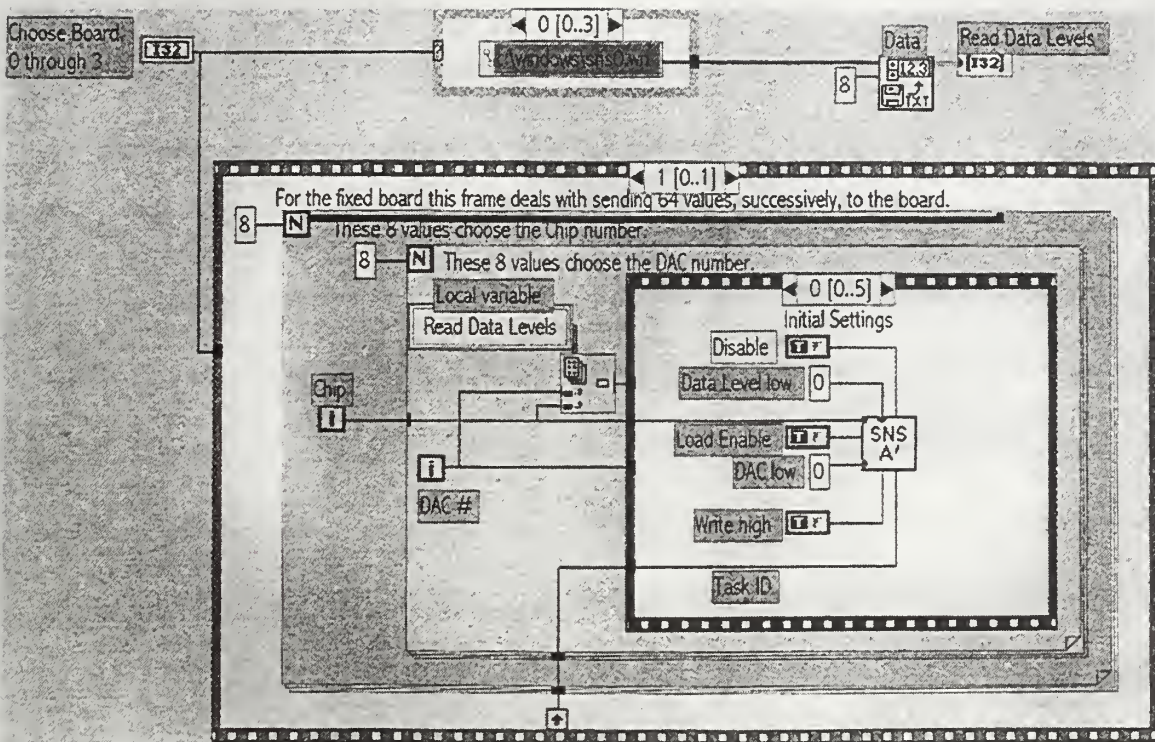 Choose Board,
0 through 3
I32
0 [0..3]
?
8
Data
12.3
TXT
Read Data Levels
[I32]
1 [0..1]
For the fixed board this frame deals with sending 64 values, successively, to the board.
8
N
These 8 values choose the Chip number.
8
N
These 8 values choose the DAC number.
Local variable
Read Data Levels
0 [0..5]
Initial Settings
Disable
T F
Data Level low
0
Chip
i
Load Enable
T F
SNS
A'
DAC low
0
i
DAC #
Write high
T F
Task ID